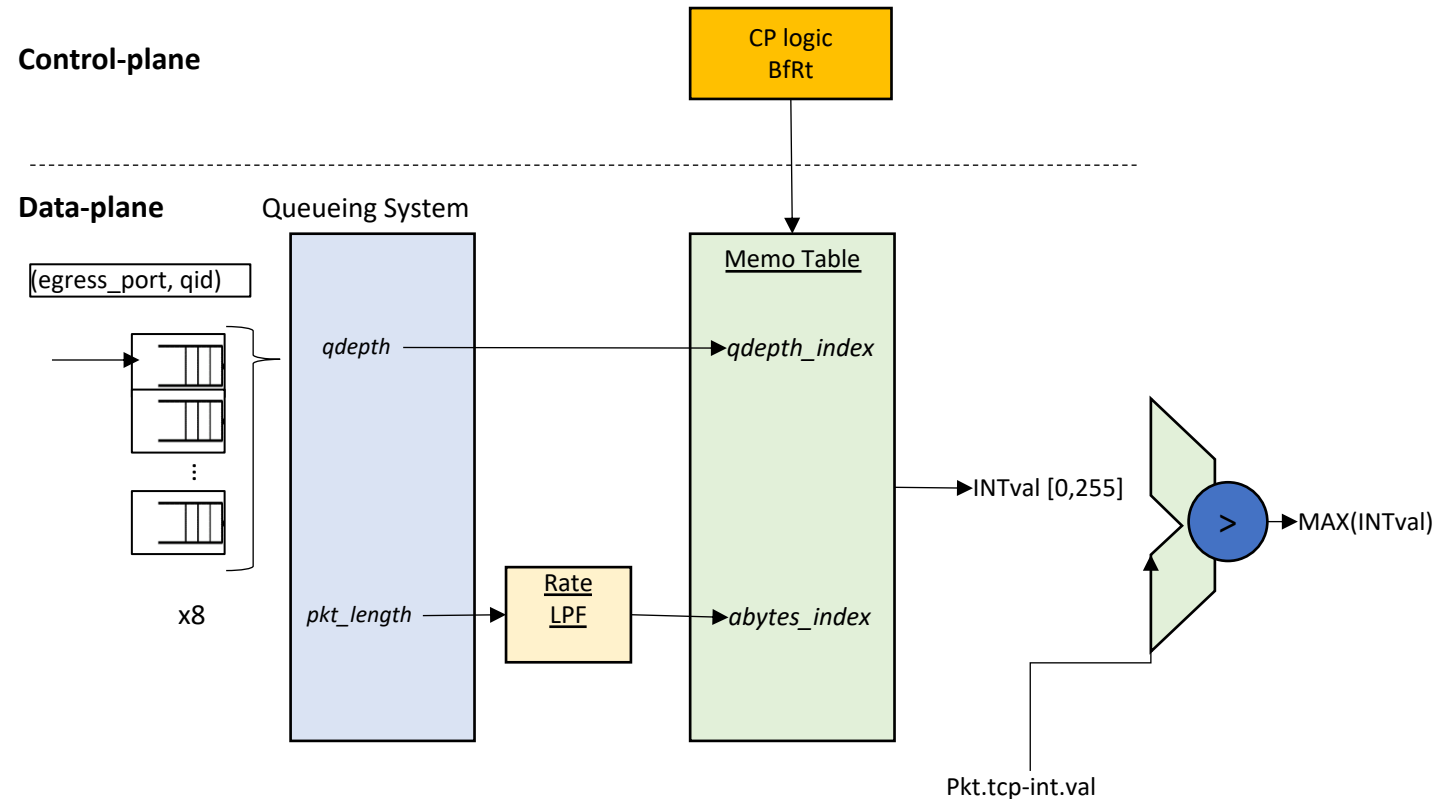 CP logic
BfRt
Control-plane
Data-plane
Queueing System
Memo Table
(egress_port, qid)
qdepth
qdepth_index
...
INTval [0,255]
>
MAX(INTval)
Rate
LPF
x8
pkt_length
abytes_index
Pkt.tcp-int.val